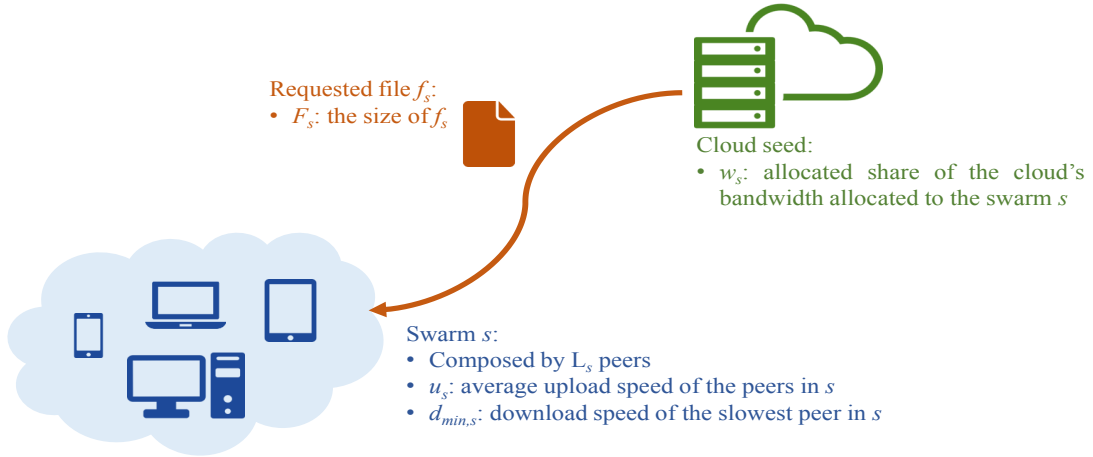 Requested file fs:
• Fs: the size of fs
Cloud seed:
• ws: allocated share of the cloud's
bandwidth allocated to the swarm s
Swarm s:
• Composed by Ls peers
• us: average upload speed of the peers in s
• dmin,s: download speed of the slowest peer in s